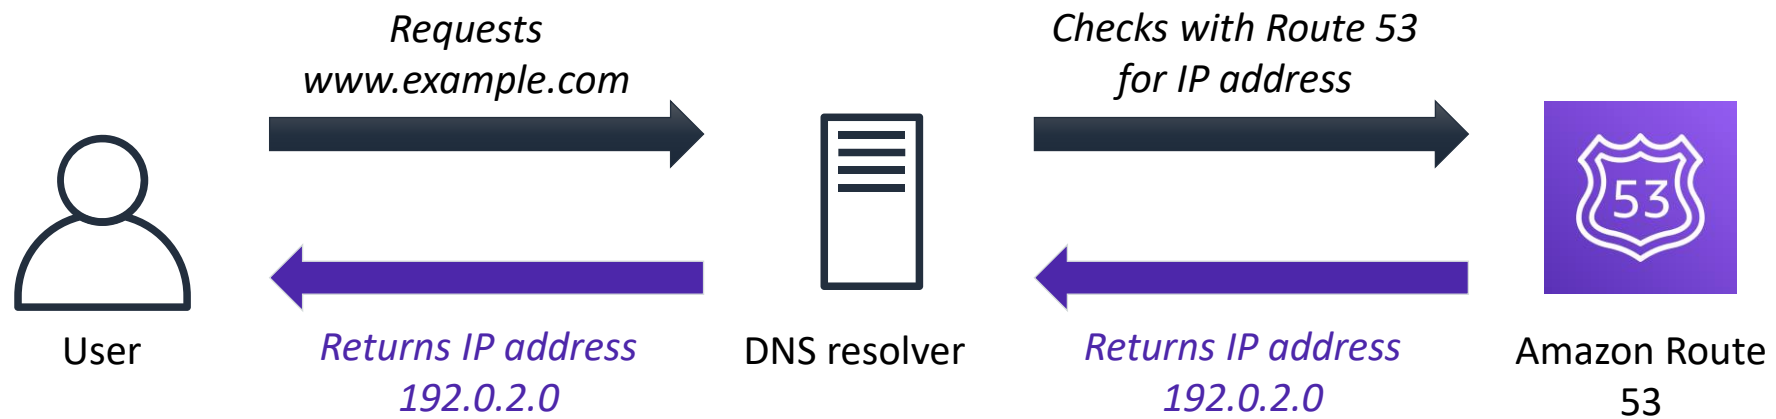 Requests
www.example.com
Checks with Route 53
for IP address
53
User
Returns IP address
192.0.2.0
DNS resolver
Returns IP address
192.0.2.0
Amazon Route
53